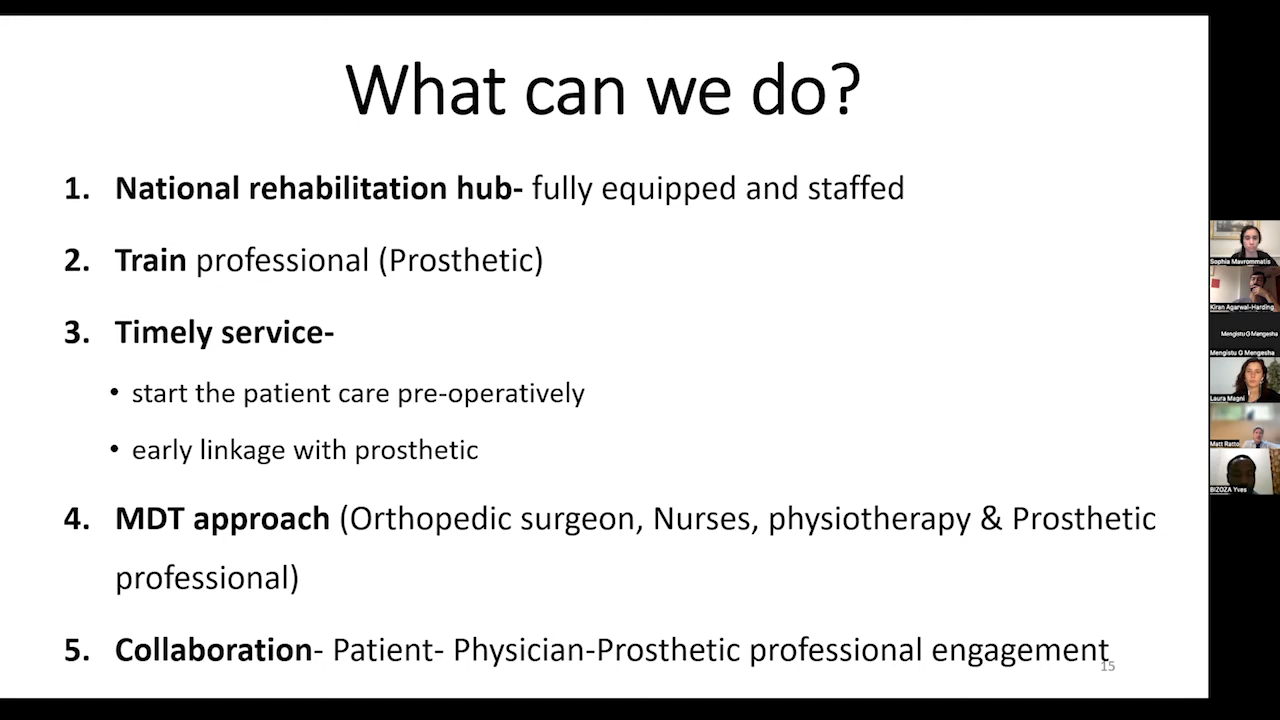 What can we do?
1. National rehabilitation hub- fully equipped and staffed
2. Train professional (Prosthetic)
3. Timely service-
• start the patient care pre-operatively
• early linkage with prosthetic
4. MDT approach (Orthopedic surgeon, Nurses, physiotherapy & Prosthetic
professional)
5. Collaboration- Patient- Physician-Prosthetic professional engagement
15
Sophia Mavrommatis
Kiran Agarwal-Harding
Mengistu G Mengesha
Mengistu G Mengesha
Laura Magni
Matt Ratto
BIZOZA Yves